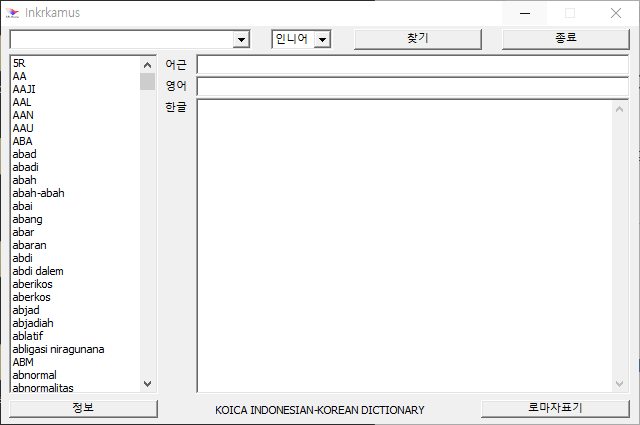 Inkrkamus
인니어
찾기
종료
5R
AA
AAJI
AAL
AAN
AAU
ABA
abad
abadi
abah
abah-abah
abai
abang
abar
abaran
abdi
abdi dalem
aberikos
aberkos
abjad
abjadiah
ablatif
abligasi niragunana
ABM
abnormal
abnormalitas
어근
영어
한글
정보
KOICA INDONESIAN-KOREAN DICTIONARY
로마자표기